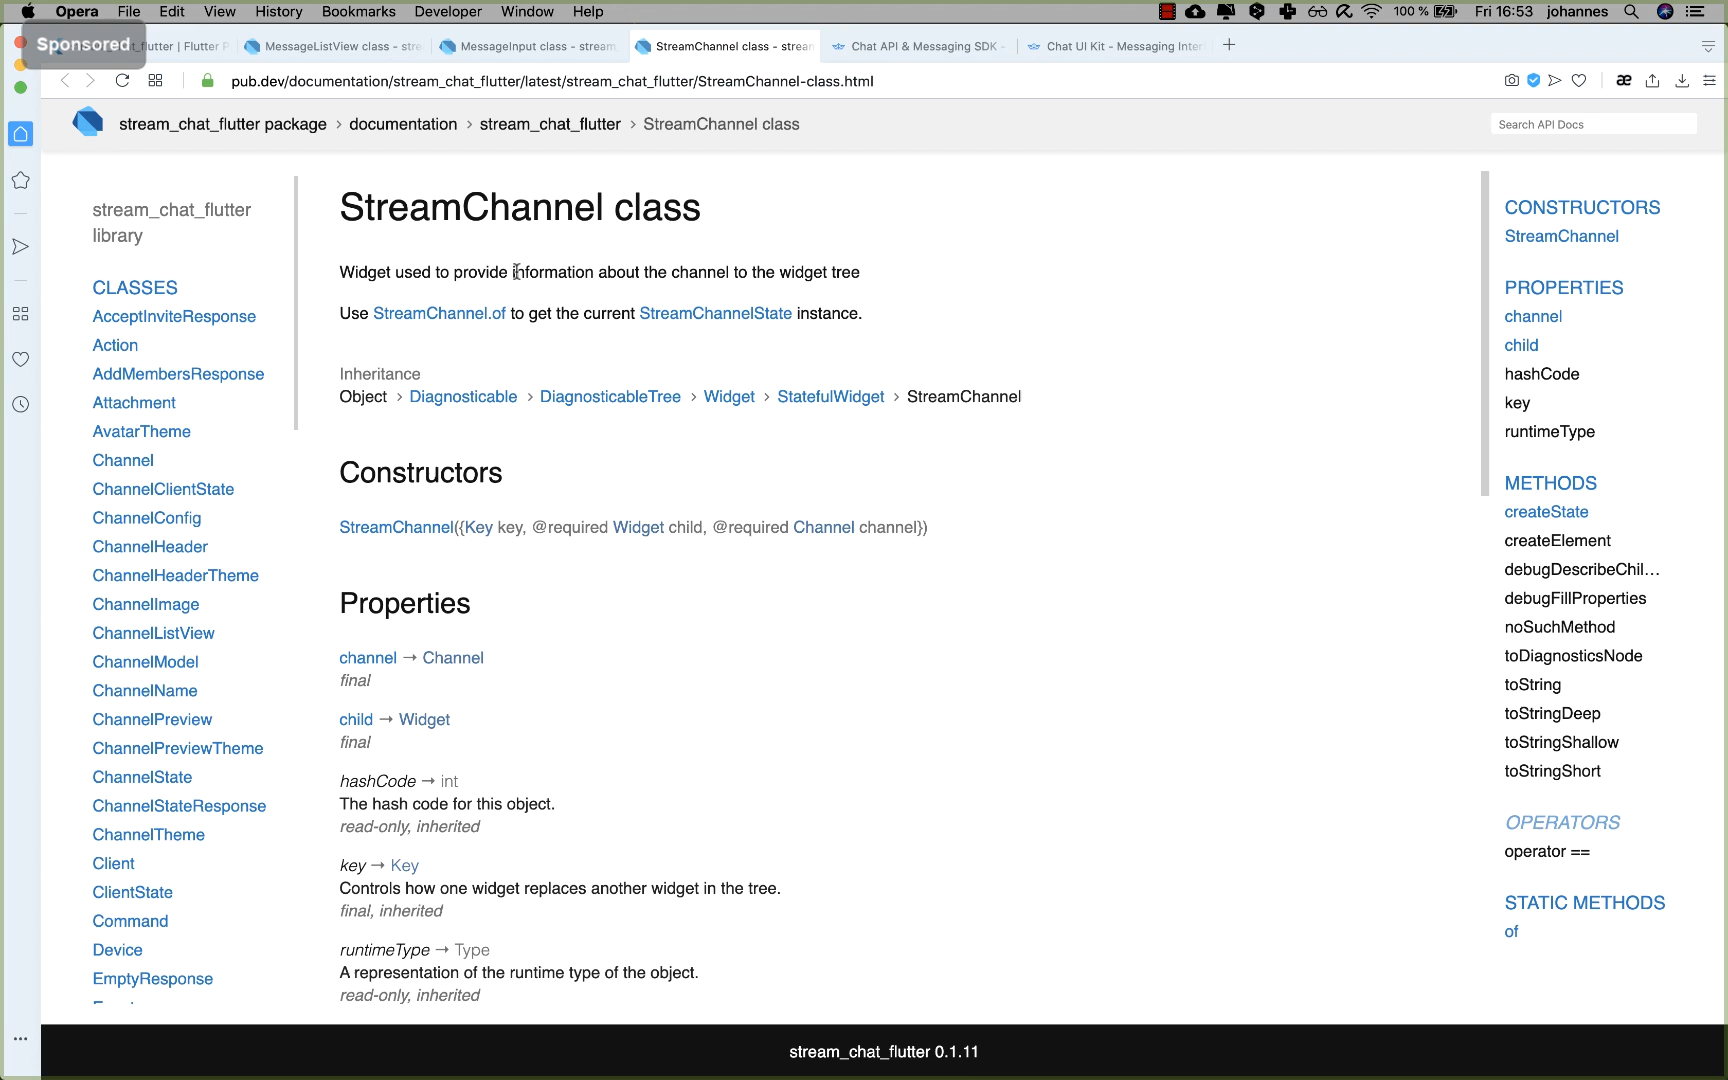 Opera File Edit View History Bookmarks Developer Window Help 100 % Fri 16:53 johannes
Sponsored
flutter | Flutter P MessageListView class - stre MessageInput class - stream StreamChannel class - strean Chat API & Messaging SDK - Chat UI Kit - Messaging Inter
pub.dev/documentation/stream_chat_flutter/latest/stream_chat_flutter/StreamChannel-class.html
stream_chat_flutter package › documentation › stream_chat_flutter › StreamChannel class
Search API Docs
stream_chat_flutter
library
CLASSES
AcceptInviteResponse
Action
AddMembersResponse
Attachment
AvatarTheme
Channel
ChannelClientState
ChannelConfig
ChannelHeader
ChannelHeaderTheme
ChannelImage
ChannelListView
ChannelModel
ChannelName
ChannelPreview
ChannelPreviewTheme
ChannelState
ChannelStateResponse
ChannelTheme
Client
ClientState
Command
Device
EmptyResponse
StreamChannel class
Widget used to provide information about the channel to the widget tree
Use StreamChannel.of to get the current StreamChannelState instance.
Inheritance
Object › Diagnosticable › DiagnosticableTree › Widget › StatefulWidget › StreamChannel
Constructors
StreamChannel({Key key, @required Widget child, @required Channel channel})
Properties
channel → Channel
final
child → Widget
final
hashCode → int
The hash code for this object.
read-only, inherited
key → Key
Controls how one widget replaces another widget in the tree.
final, inherited
runtimeType → Type
A representation of the runtime type of the object.
read-only, inherited
CONSTRUCTORS
StreamChannel
PROPERTIES
channel
child
hashCode
key
runtimeType
METHODS
createState
createElement
debugDescribeChil...
debugFillProperties
noSuchMethod
toDiagnosticsNode
toString
toStringDeep
toStringShallow
toStringShort
OPERATORS
operator ==
STATIC METHODS
of
stream_chat_flutter 0.1.11